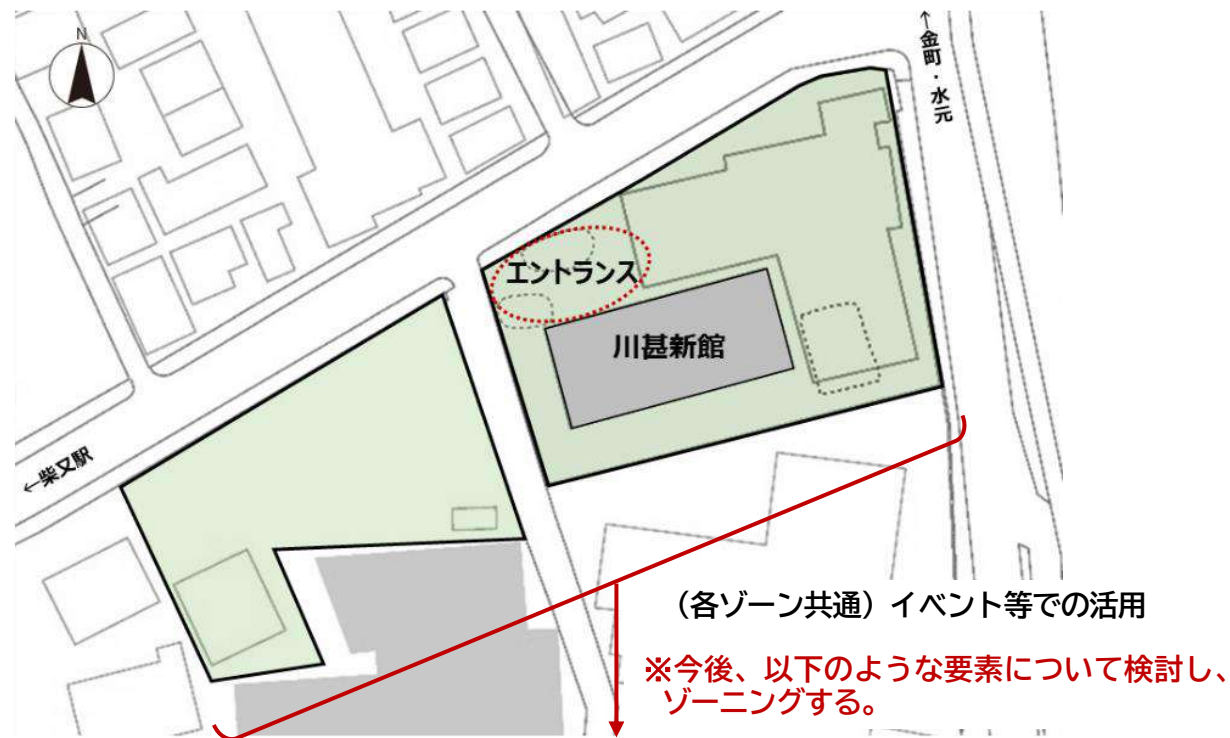 N
←金町・水元
エントランス
川甚新館
←柴又駅
（各ゾーン共通）イベント等での活用
※今後、以下のような要素について検討し、
ゾーニングする。